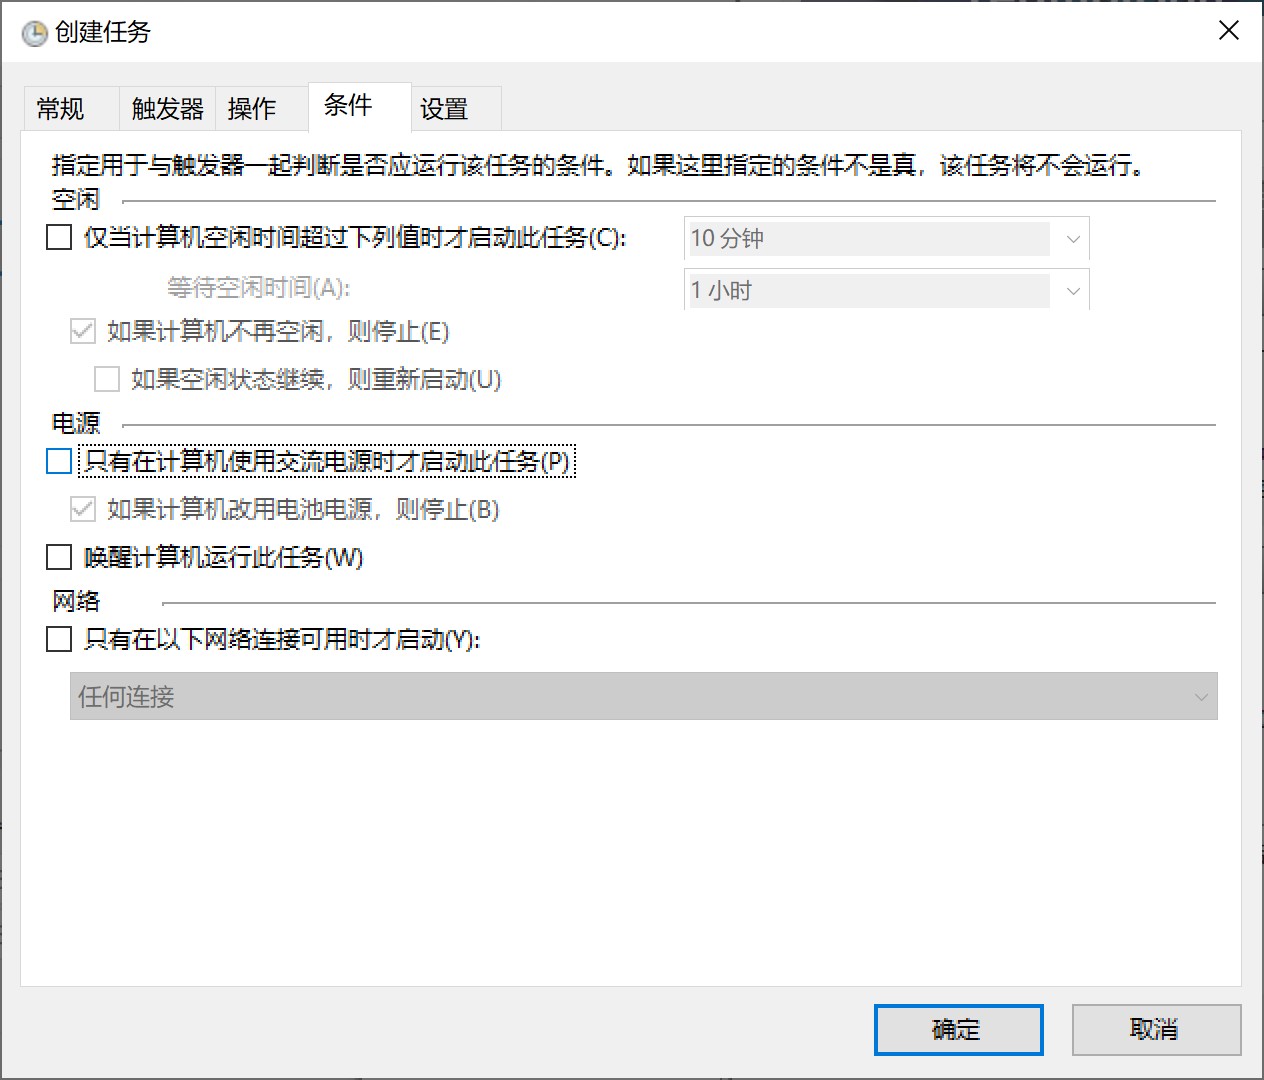 创建任务
常规 触发器 操作 条件 设置
指定用于与触发器一起判断是否应运行该任务的条件。如果这里指定的条件不是真，该任务将不会运行。
空闲
仅当计算机空闲时间超过下列值时才启动此任务(C): 10 分钟
等待空闲时间(A): 1 小时
如果计算机不再空闲，则停止(E)
如果空闲状态继续，则重新启动(U)
电源
只有在计算机使用交流电源时才启动此任务(P)
如果计算机改用电池电源，则停止(B)
唤醒计算机运行此任务(W)
网络
只有在以下网络连接可用时才启动(Y):
任何连接
确定 取消